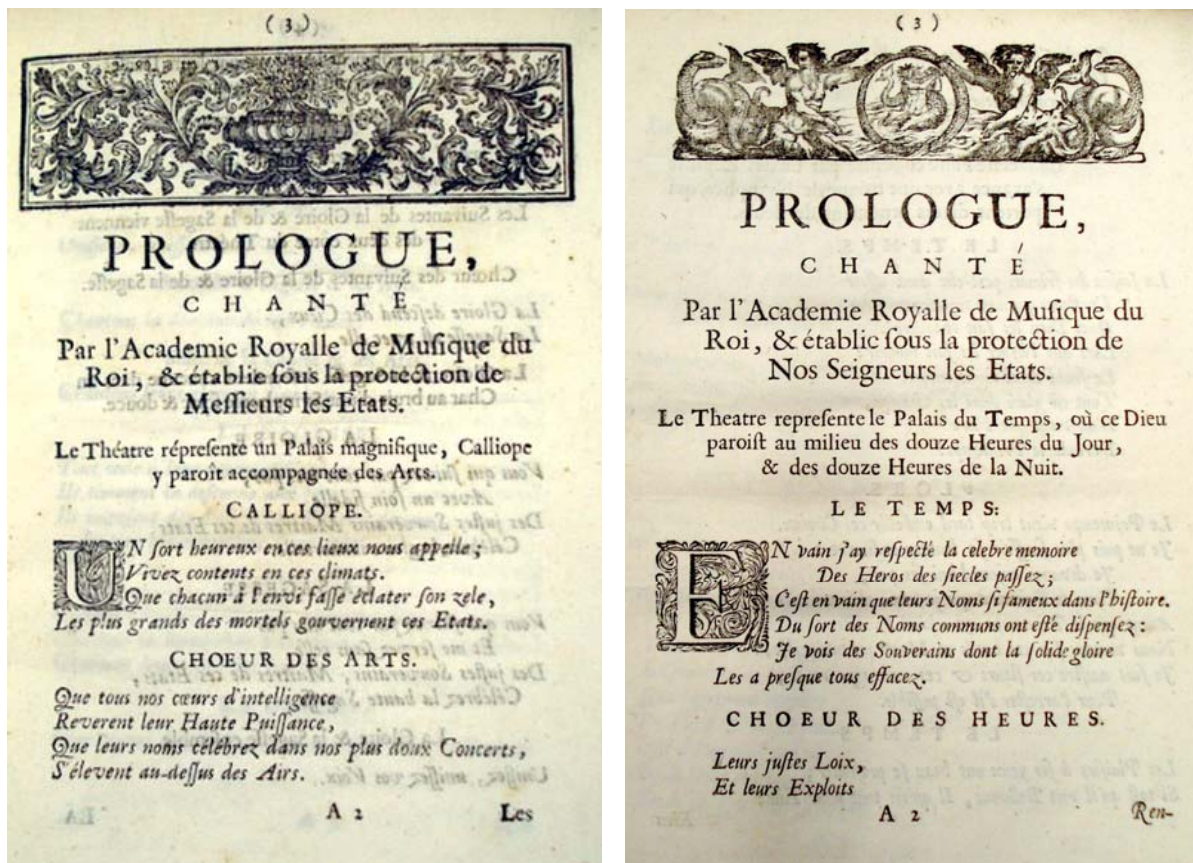 (3)
PROLOGUE,
CHANTÉ
Par l'Academie Royalle de Musique du
Roi, & établie sous la protection de
Messieurs les Etats.
Le Théatre réprésente un Palais magnifique, Calliope
y paroît accompagnée des Arts.
CALLIOPE.
UN sort heureux en ces lieux nous appelle;
Vivez contents en ces climats.
Que chacun à l'envi fasse éclater son zele,
Les plus grands des mortels gouvernent ces Etats.
CHOEUR DES ARTS.
Que tous nos cœurs d'intelligence
Reverent leur Haute Puissance,
Que leurs noms célébrez dans nos plus doux Concerts,
S'élevent au-dessus des Airs.
A 2 Les
(3)
PROLOGUE,
CHANTÉ
Par l'Academie Royalle de Musique du
Roi, & établie sous la protection de
Nos Seigneurs les Etats.
Le Theatre represente le Palais du Temps, où ce Dieu
paroist au milieu des douze Heures du Jour,
& des douze Heures de la Nuit.
LE TEMPS:
EN vain j'ay respecté la celebre memoire
Des Heros des siecles passez;
C'est en vain que leurs Noms si fameux dans l'histoire.
Du sort des Noms communs ont esté dispensez:
Je vois des Souverains dont la solide gloire
Les a presque tous effacez.
CHOEUR DES HEURES.
Leurs justes Loix,
Et leurs Exploits
A 2 Ren-